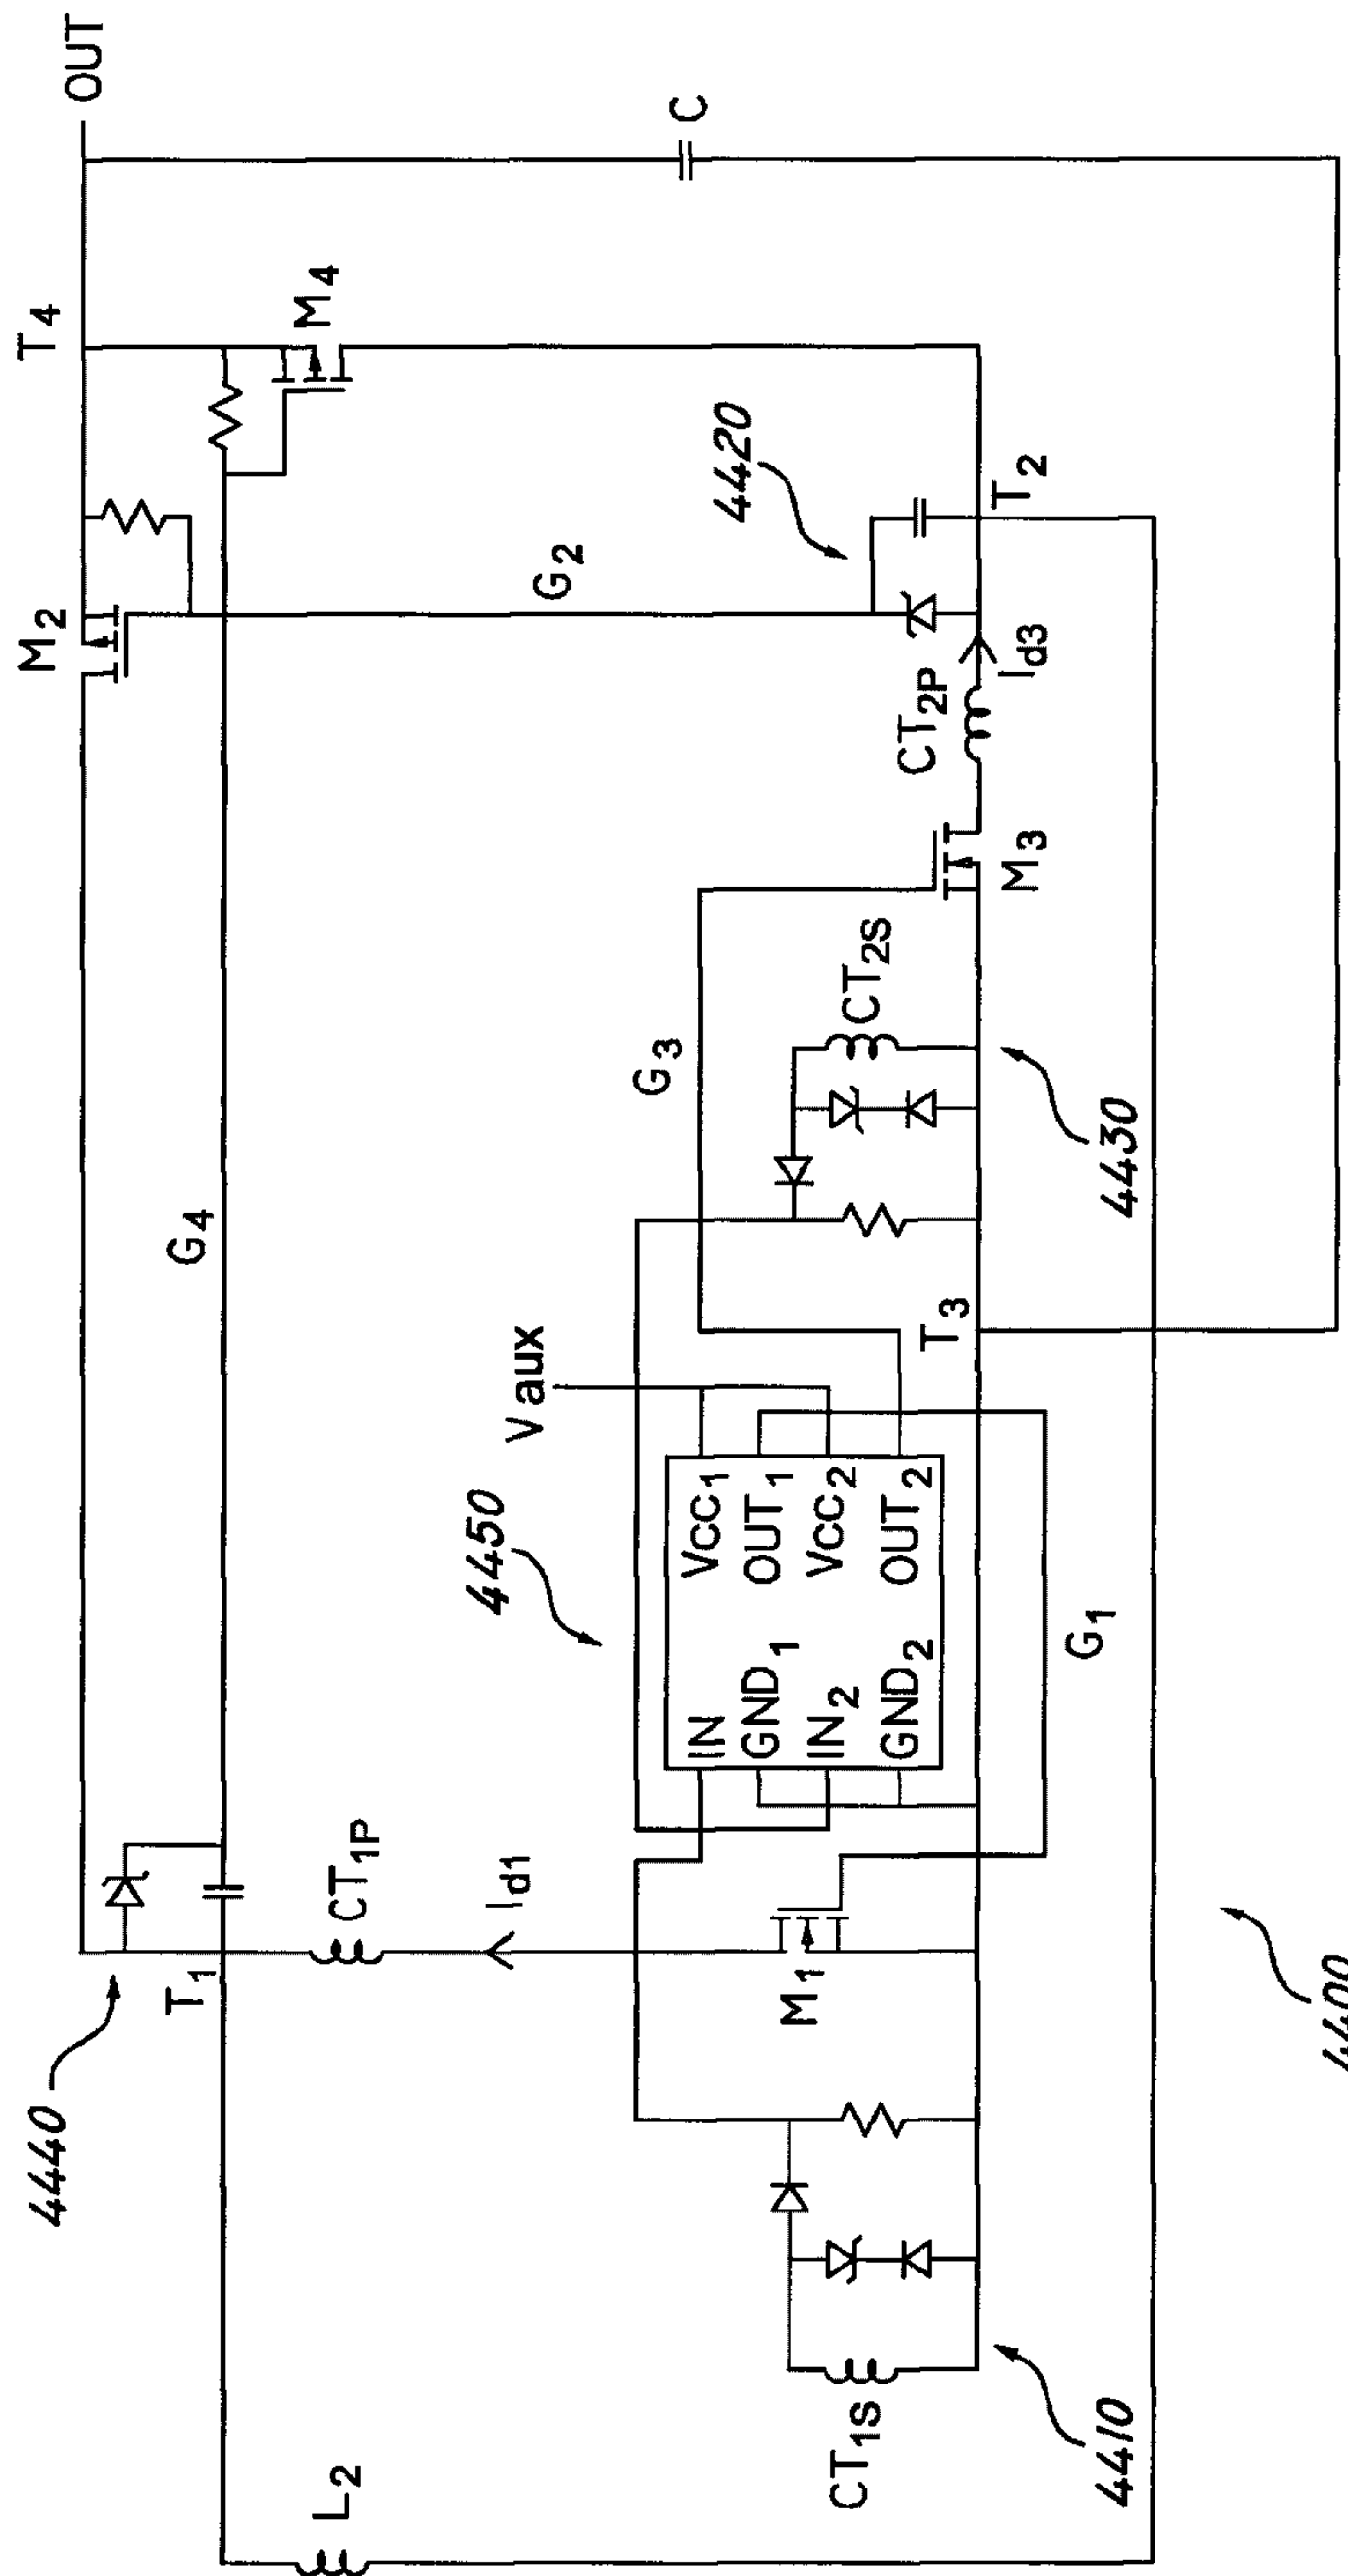 OUT
T4
M2
M4
C
G2
4420
T2
G4
Id3
CT2P
M3
G3
CT2S
4430
Vaux
T3
4450
VCC1
OUT1
VCC2
OUT2
IN
GND1
IN2
GND2
G1
4440
T1
CT1P
Id1
M1
4400
L2
CT1S
4410